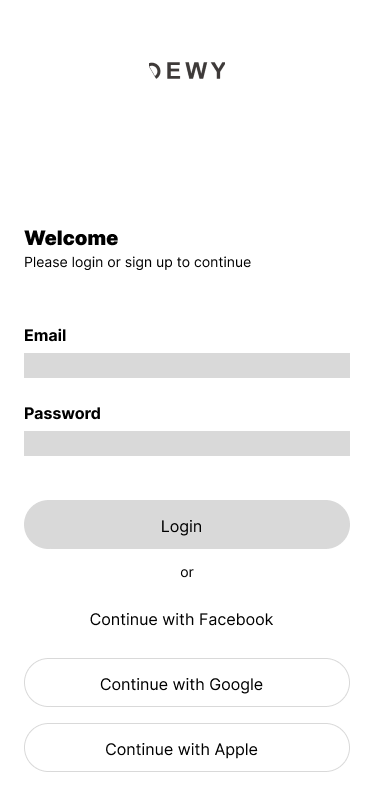 DEWY
Welcome
Please login or sign up to continue
Email
Password
Login
or
Continue with Facebook
Continue with Google
Continue with Apple